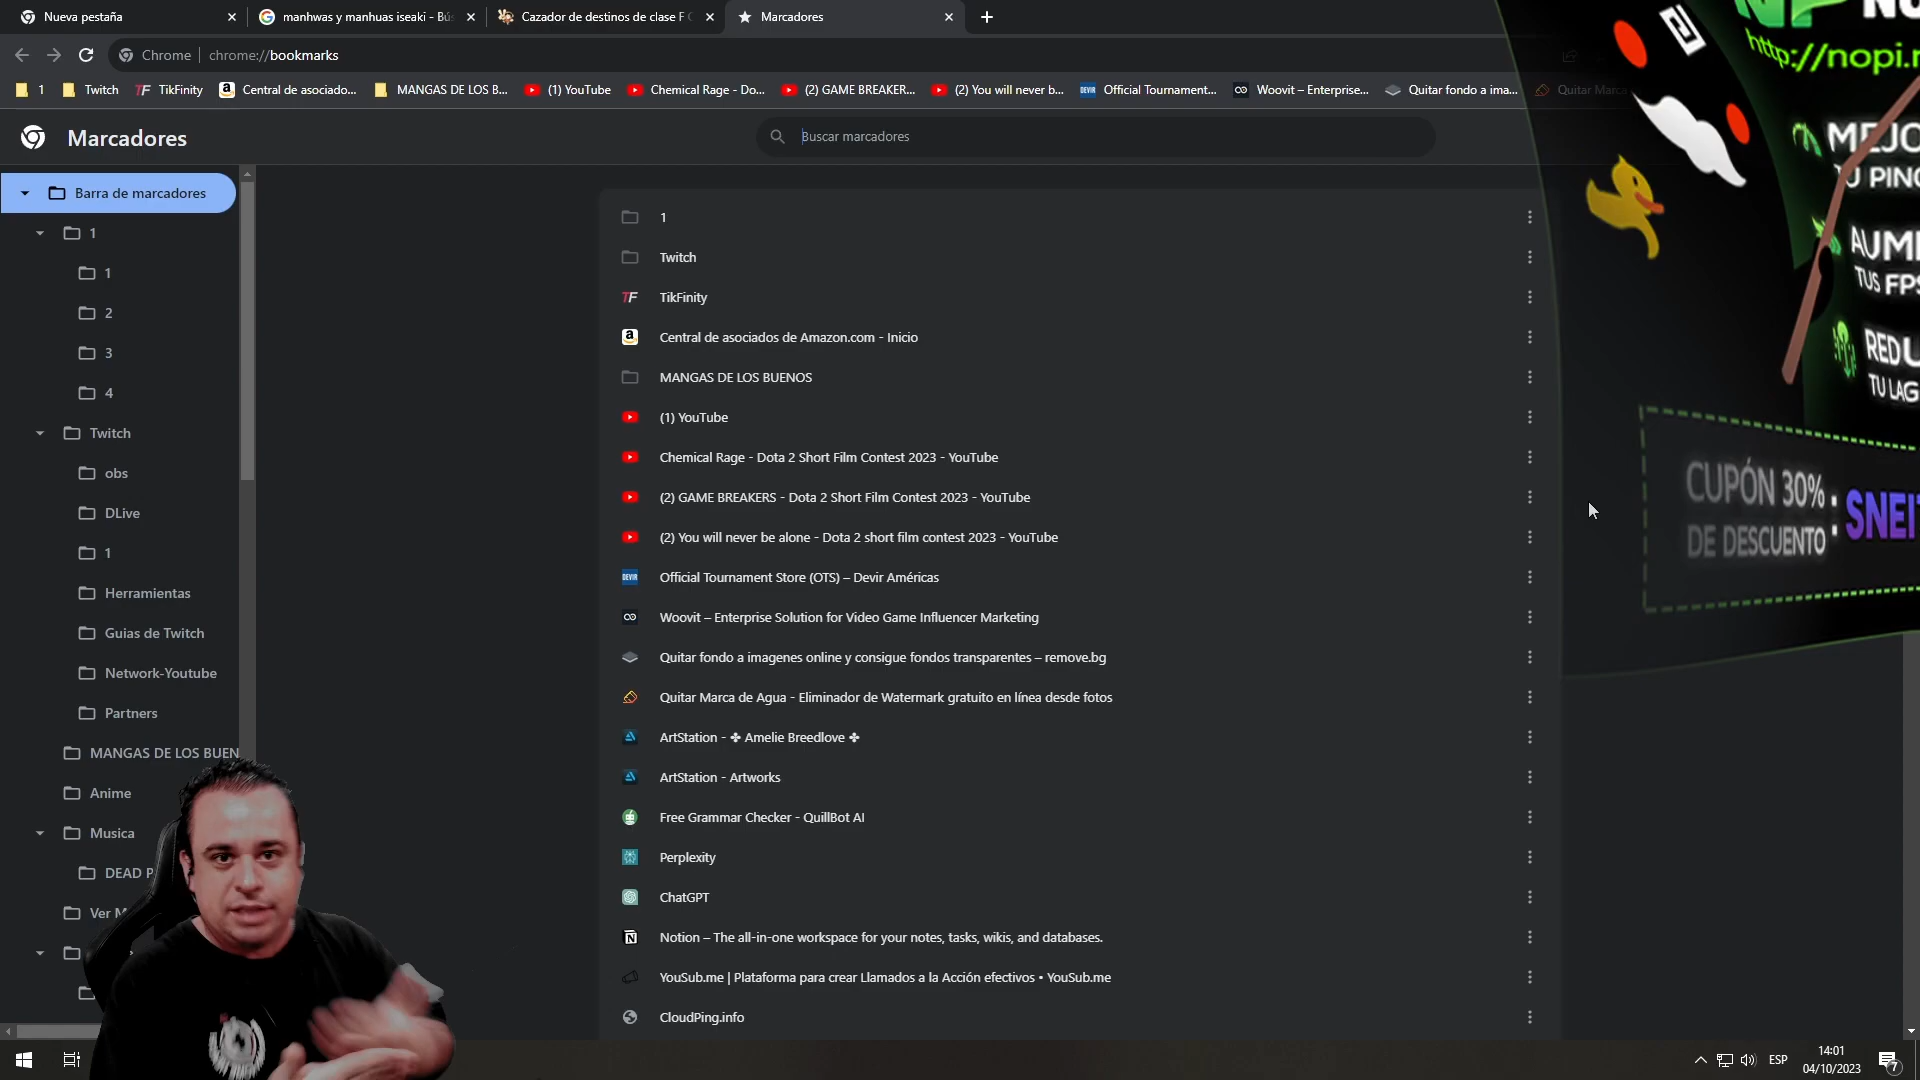 Nueva pestaña
manhwas y manhuas iseaki - Bús
Cazador de destinos de clase F C
Marcadores
Chrome
chrome://bookmarks
1
Twitch
TikFinity
Central de asociado...
MANGAS DE LOS B...
(1) YouTube
Chemical Rage - Do...
(2) GAME BREAKER...
(2) You will never b...
Official Tournament...
Woovit – Enterprise...
Quitar fondo a ima...
Quitar Marca
http://nopi.
Marcadores
Buscar marcadores
Barra de marcadores
1
1
2
3
4
Twitch
obs
DLive
1
Herramientas
Guias de Twitch
Network-Youtube
Partners
MANGAS DE LOS BUEN
Anime
Musica
DEAD P
Ver M
1
Twitch
TikFinity
Central de asociados de Amazon.com - Inicio
MANGAS DE LOS BUENOS
(1) YouTube
Chemical Rage - Dota 2 Short Film Contest 2023 - YouTube
(2) GAME BREAKERS - Dota 2 Short Film Contest 2023 - YouTube
(2) You will never be alone - Dota 2 short film contest 2023 - YouTube
Official Tournament Store (OTS) – Devir Américas
Woovit – Enterprise Solution for Video Game Influencer Marketing
Quitar fondo a imagenes online y consigue fondos transparentes – remove.bg
Quitar Marca de Agua - Eliminador de Watermark gratuito en línea desde fotos
ArtStation - ✤ Amelie Breedlove ✤
ArtStation - Artworks
Free Grammar Checker - QuillBot AI
Perplexity
ChatGPT
Notion – The all-in-one workspace for your notes, tasks, wikis, and databases.
YouSub.me | Plataforma para crear Llamados a la Acción efectivos • YouSub.me
CloudPing.info
MEJO
TU PING
AUME
TUS FPS
REDU
TU LAG
CUPÓN 30%
DE DESCUENTO
: SNEI
ESP
14:01
04/10/2023
7